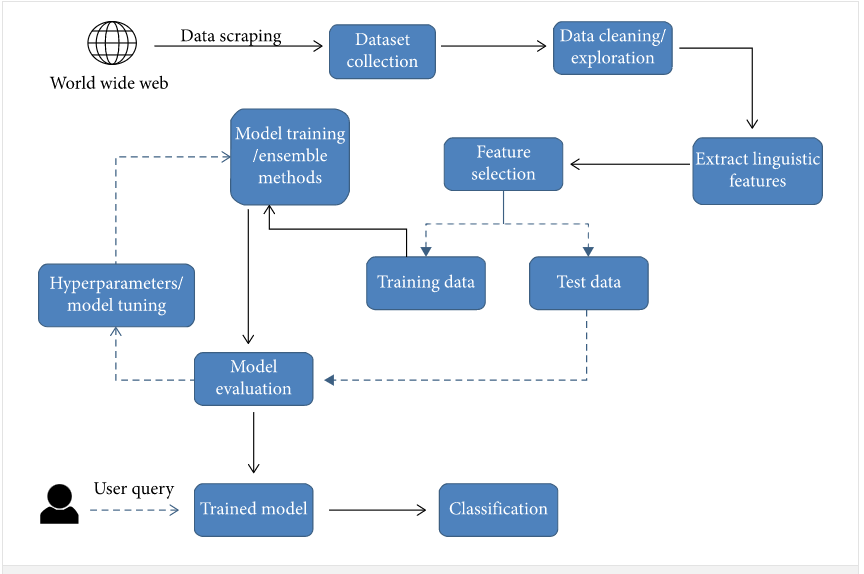 Data scraping
World wide web
Dataset
collection
Data cleaning/
exploration
Model training
/ensemble
methods
Feature
selection
Extract linguistic
features
Hyperparameters/
model tuning
Training data
Test data
Model
evaluation
User query
Trained model
Classification